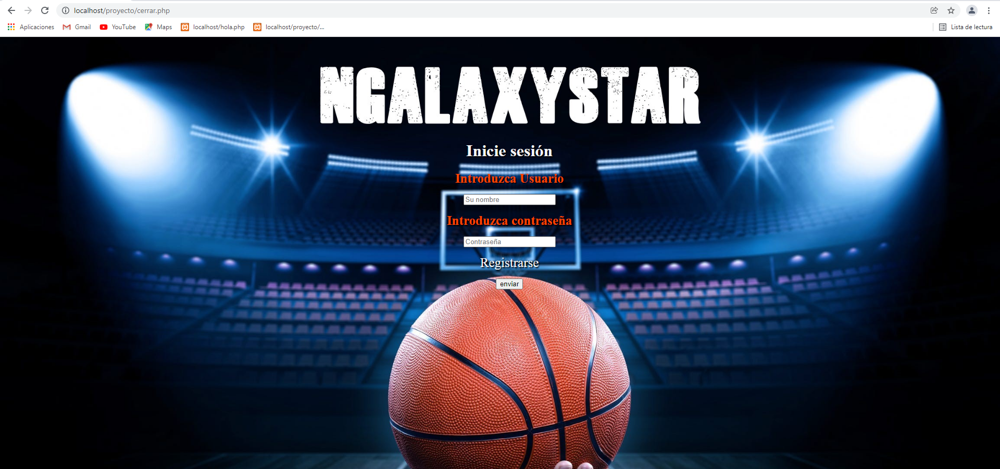 localhost/proyecto/cerrar.php
Aplicaciones Gmail YouTube Maps localhost/hola.php localhost/proyecto/... Lista de lectura
NGALAXYSTAR
Inicie sesión
Introduzca Usuario
Su nombre
Introduzca contraseña
Contraseña
Registrarse
enviar